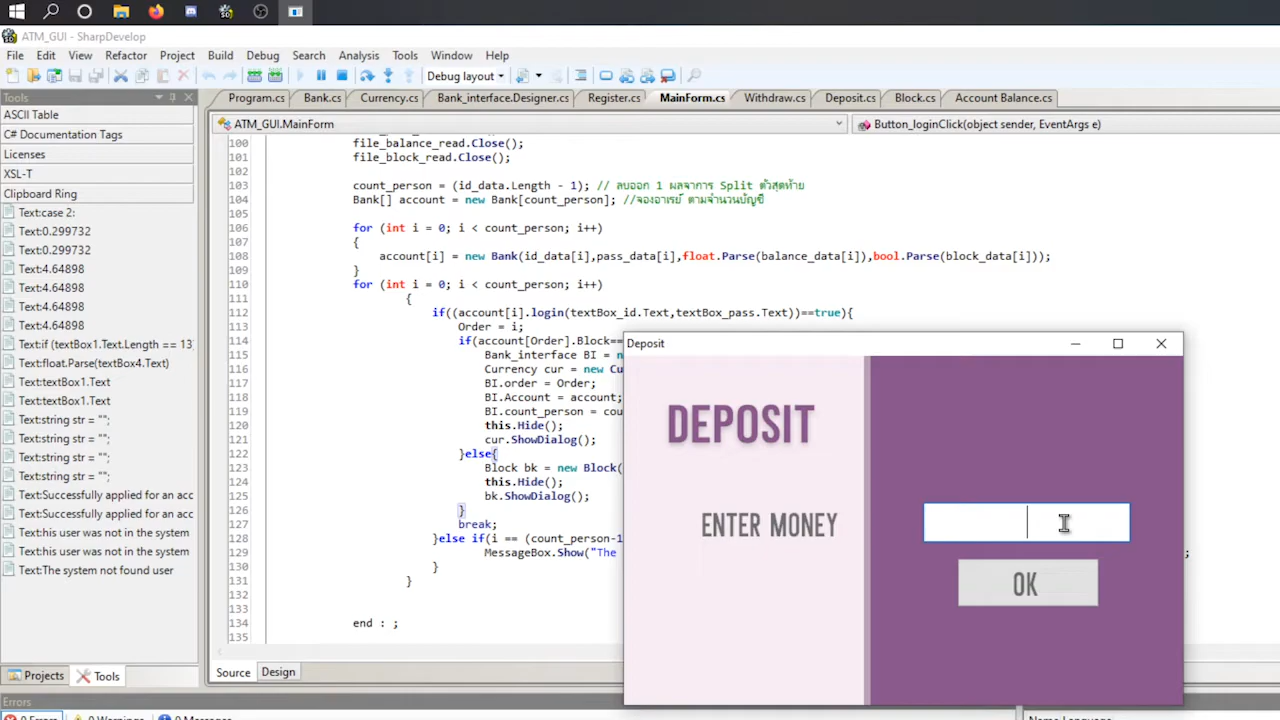 ATM_GUI - SharpDevelop
File Edit View Refactor Project Build Debug Search Analysis Tools Window Help
Debug layout
Tools
Program.cs Bank.cs Currency.cs Bank_interface.Designer.cs Register.cs MainForm.cs Withdraw.cs Deposit.cs Block.cs Account Balance.cs
ATM_GUI.MainForm
Button_loginClick(object sender, EventArgs e)
ASCII Table
C# Documentation Tags
Licenses
XSL-T
Clipboard Ring
Text:case 2:
Text:0.299732
Text:0.299732
Text:4.64898
Text:4.64898
Text:4.64898
Text:4.64898
Text:if (textBox1.Text.Length == 13
Text:float.Parse(textBox4.Text)
Text:textBox1.Text
Text:textBox1.Text
Text:string str = "";
Text:string str = "";
Text:string str = "";
Text:string str = "";
Text:Successfully applied for an acc
Text:Successfully applied for an acc
Text:this user was not in the system
Text:this user was not in the system
Text:The system not found user
Projects Tools
100 file_balance_read.Close();
101 file_block_read.Close();
102
103 count_person = (id_data.Length - 1); // ลบออก 1 ผลจาการ Split ตัวสุดท้าย
104 Bank[] account = new Bank[count_person]; //จองอาเรย์ ตามจำนวนบัญชี
105
106 for (int i = 0; i < count_person; i++)
107 {
108 account[i] = new Bank(id_data[i],pass_data[i],float.Parse(balance_data[i]),bool.Parse(block_data[i]));
109 }
110 for (int i = 0; i < count_person; i++)
111 {
112 if((account[i].login(textBox_id.Text,textBox_pass.Text))==true){
113 Order = i;
114 if(account[Order].Block==
115 Bank_interface BI = n
116 Currency cur = new Cu
117 BI.order = Order;
118 BI.Account = account;
119 BI.count_person = cou
120 this.Hide();
121 cur.ShowDialog();
122 }else{
123 Block bk = new Block(
124 this.Hide();
125 bk.ShowDialog();
126 }
127 break;
128 }else if(i == (count_person-1
129 MessageBox.Show("The
130 }
131 }
132
133
134 end : ;
135
Source Design
Deposit
DEPOSIT
ENTER MONEY
OK
Errors
0 Errors 0 Warnings 0 Messages